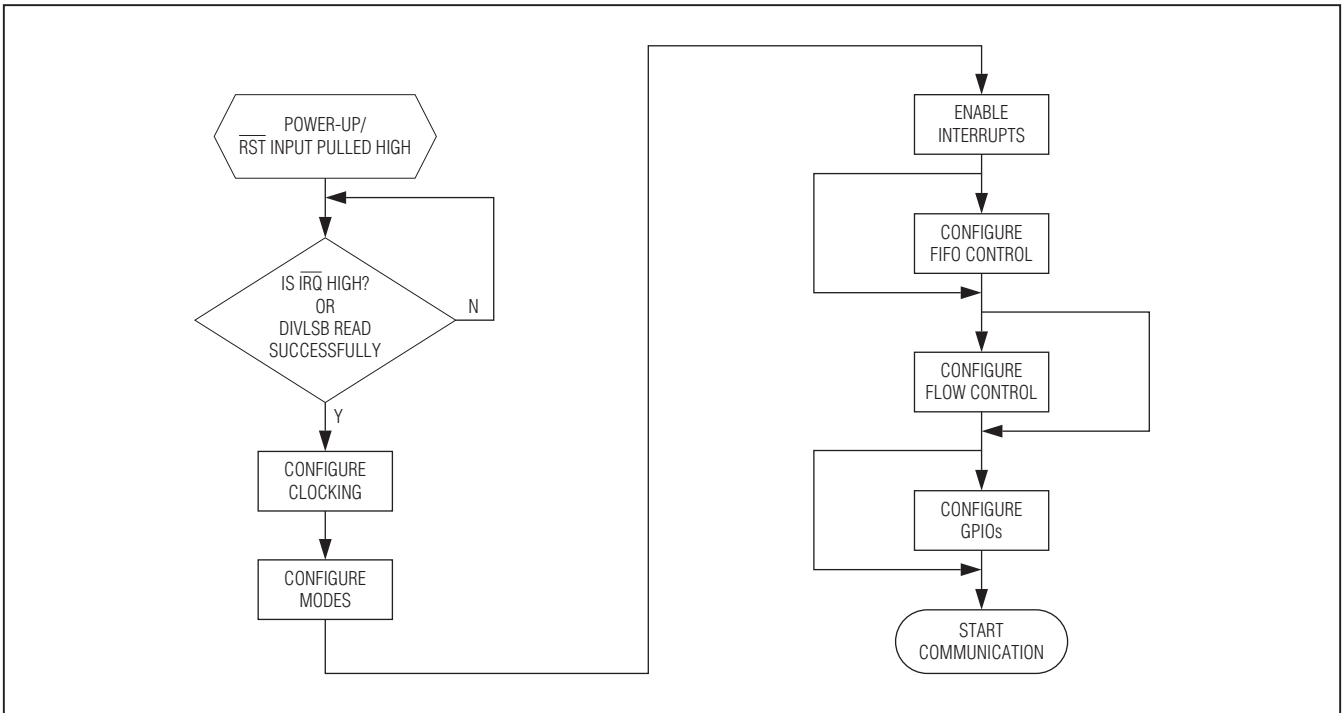 POWER-UP/
RST INPUT PULLED HIGH
IS IRQ HIGH?
OR
DIVLSB READ
SUCCESSFULLY
N
Y
CONFIGURE
CLOCKING
CONFIGURE
MODES
ENABLE
INTERRUPTS
CONFIGURE
FIFO CONTROL
CONFIGURE
FLOW CONTROL
CONFIGURE
GPIOs
START
COMMUNICATION